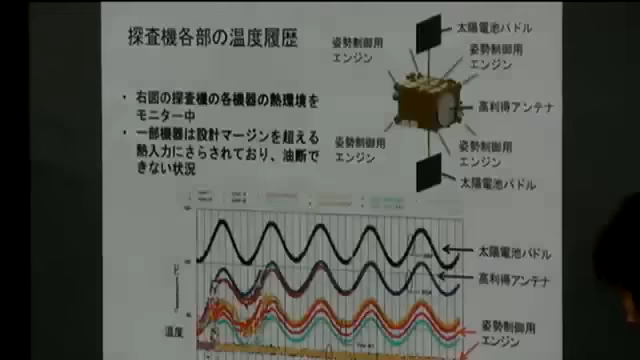 探査機各部の温度履歴
・ 右図の探査機の各機器の熱環境を
モニター中
・ 一部機器は設計マージンを超える
熱入力にさらされており、油断で
きない状況
太陽電池パドル
姿勢制御用
エンジン
姿勢制御用
エンジン
高利得アンテナ
姿勢制御用
エンジン
姿勢制御用
エンジン
太陽電池パドル
太陽電池パドル
高利得アンテナ
温度
姿勢制御用
エンジン